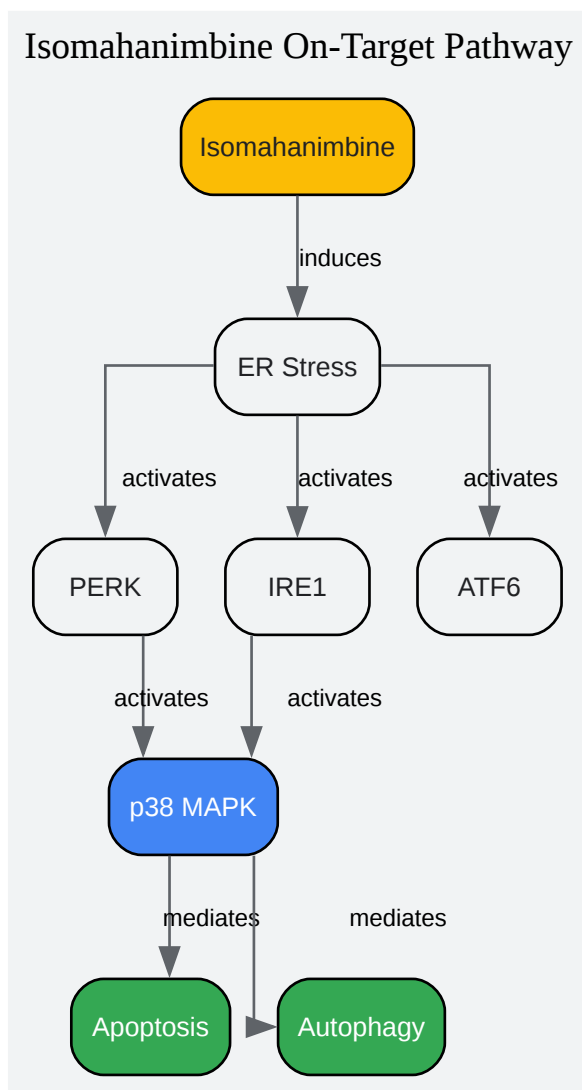 Isomahanimbine On-Target Pathway
Isomahanimbine
induces
ER Stress
activates
activates
activates
PERK
IRE1
ATF6
activates
activates
p38 MAPK
mediates
mediates
Apoptosis
Autophagy